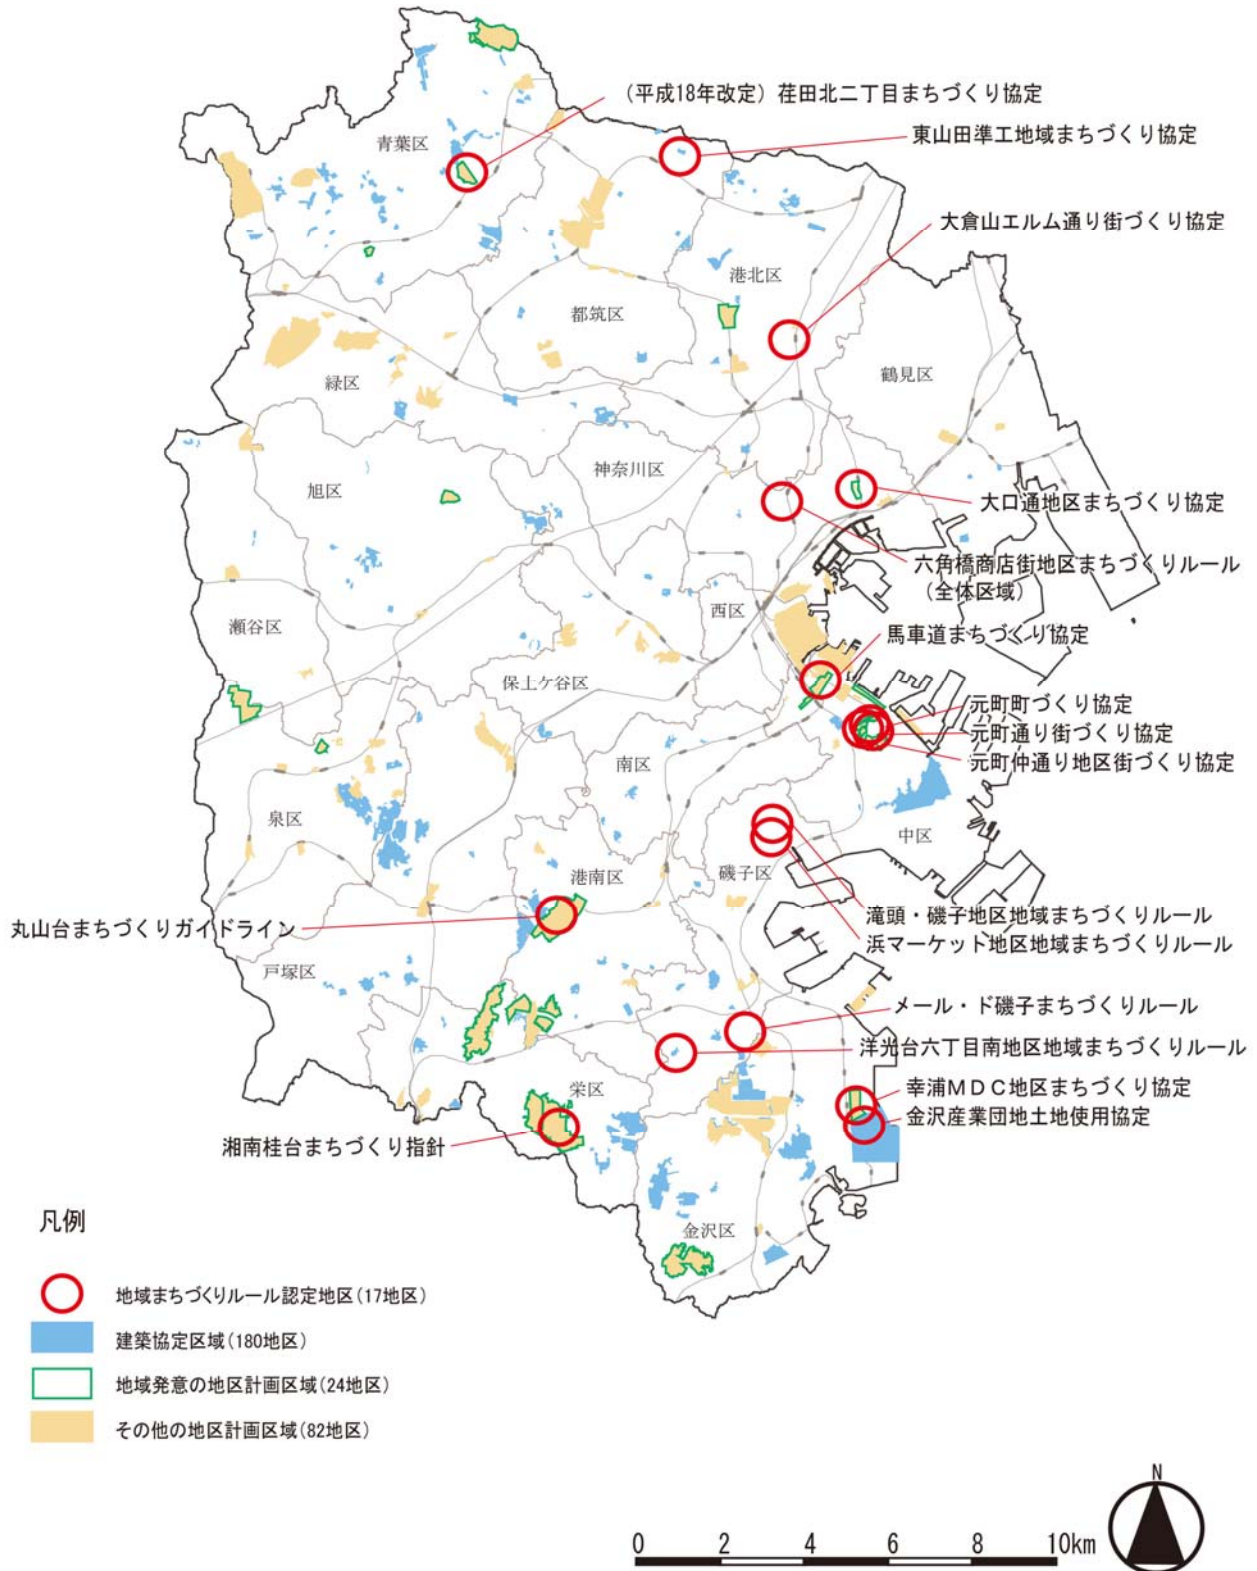 (平成18年改定)荏田北二丁目まちづくり協定
東山田準工地域まちづくり協定
青葉区
大倉山エルム通り街づくり協定
港北区
都筑区
鶴見区
緑区
神奈川区
旭区
大口通地区まちづくり協定
六角橋商店街地区まちづくりルール
(全体区域)
西区
瀬谷区
馬車道まちづくり協定
保土ケ谷区
元町町づくり協定
元町通り街づくり協定
元町仲通り地区街づくり協定
南区
泉区
中区
港南区
磯子区
滝頭・磯子地区地域まちづくりルール
丸山台まちづくりガイドライン
浜マーケット地区地域まちづくりルール
戸塚区
メール・ド磯子まちづくりルール
洋光台六丁目南地区地域まちづくりルール
栄区
幸浦MDC地区まちづくり協定
金沢産業団地土地使用協定
湘南桂台まちづくり指針
金沢区
凡例
地域まちづくりルール認定地区(17地区)
建築協定区域(180地区)
地域発意の地区計画区域(24地区)
その他の地区計画区域(82地区)
N
0 2 4 6 8 10km